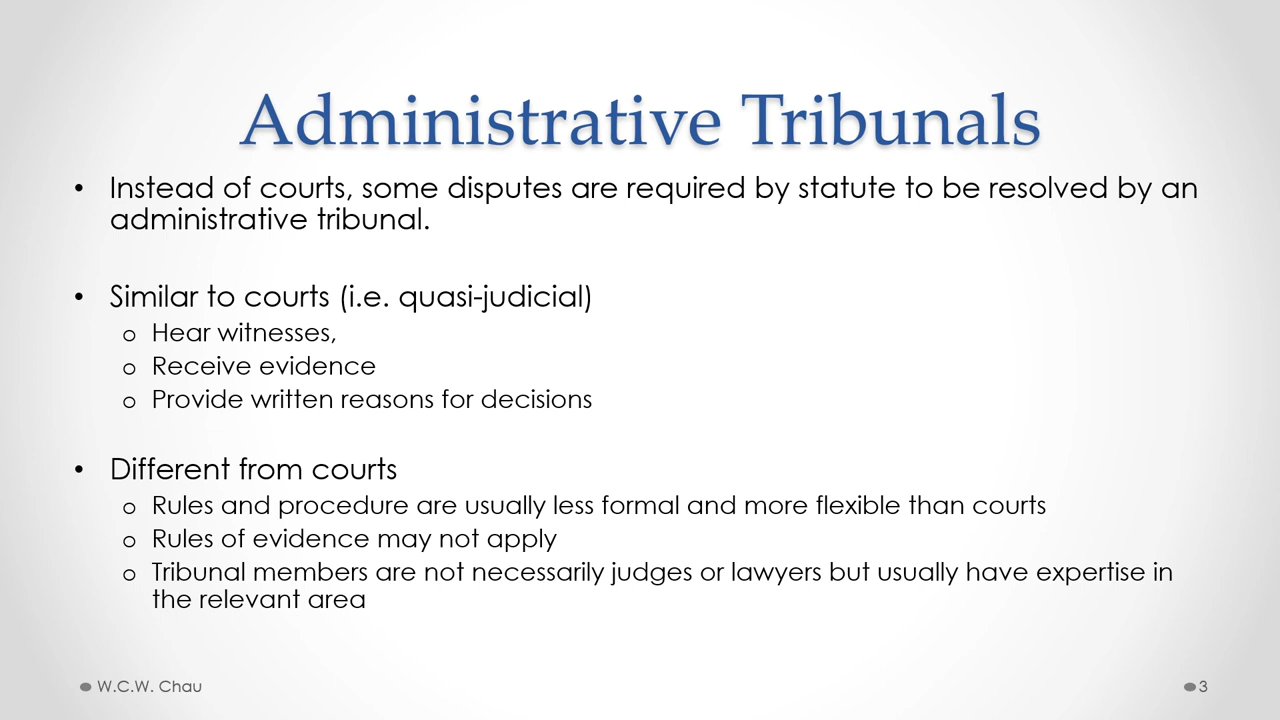 Administrative Tribunals
• Instead of courts, some disputes are required by statute to be resolved by an
administrative tribunal.
• Similar to courts (i.e. quasi-judicial)
o Hear witnesses,
o Receive evidence
o Provide written reasons for decisions
• Different from courts
o Rules and procedure are usually less formal and more flexible than courts
o Rules of evidence may not apply
o Tribunal members are not necessarily judges or lawyers but usually have expertise in
the relevant area
W.C.W. Chau
3